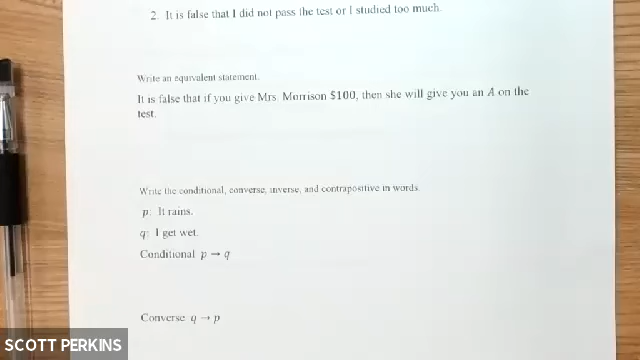 2. It is false that I did not pass the test or I studied too much.
Write an equivalent statement.
It is false that if you give Mrs. Morrison $100, then she will give you an A on the
test.
Write the conditional, converse, inverse, and contrapositive in words.
p: It rains.
q: I get wet.
Conditional p → q
Converse q → p
SCOTT PERKINS